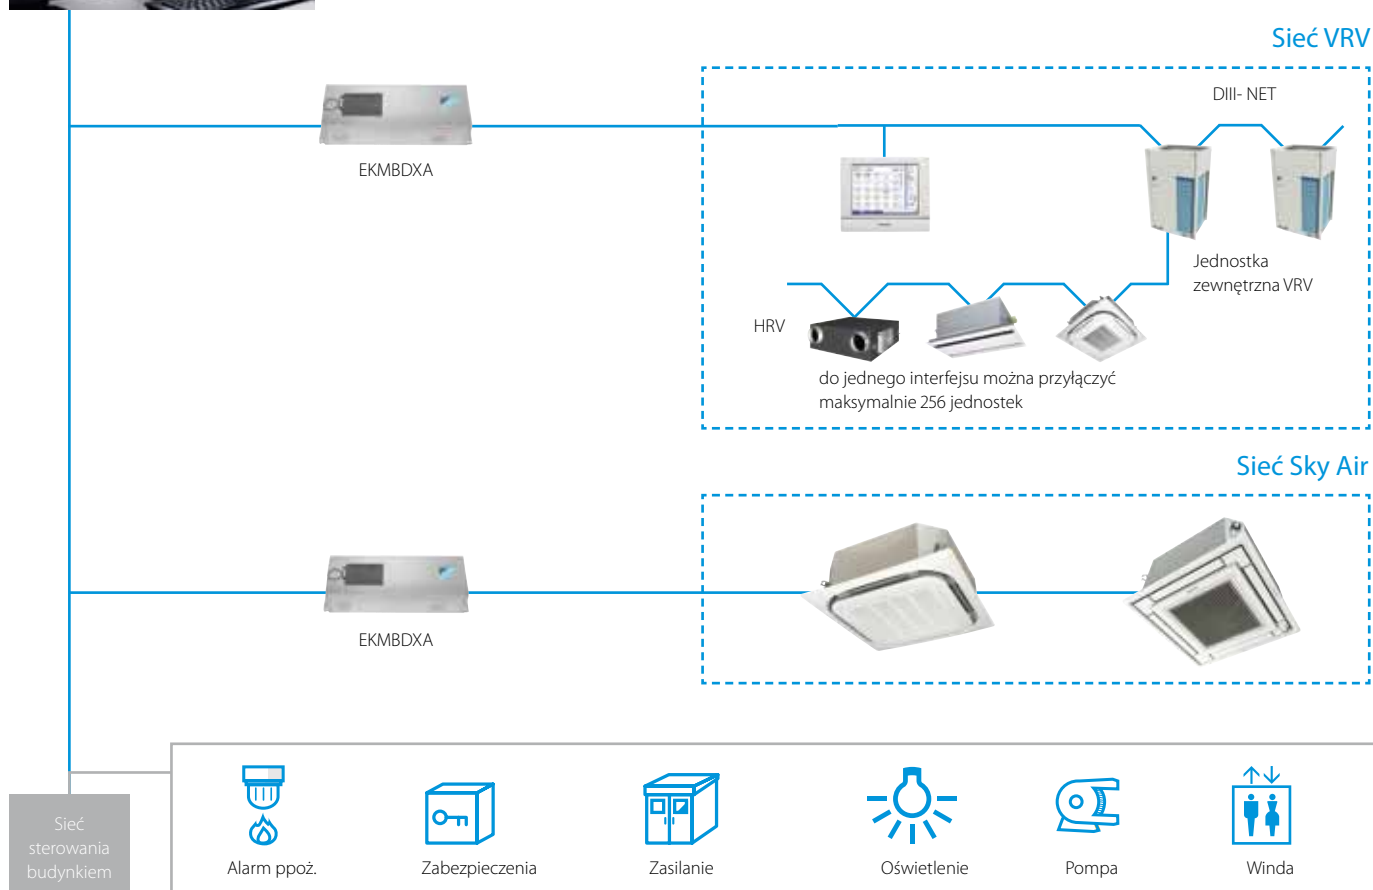 Sieć VRV
DIII- NET
EKMBDXA
Jednostka
zewnętrzna VRV
HRV
do jednego interfejsu można przyłączyć
maksymalnie 256 jednostek
Sieć Sky Air
EKMBDXA
Sieć
sterowania
budynkiem
Alarm ppoż.
Zabezpieczenia
Zasilanie
Oświetlenie
Pompa
Winda